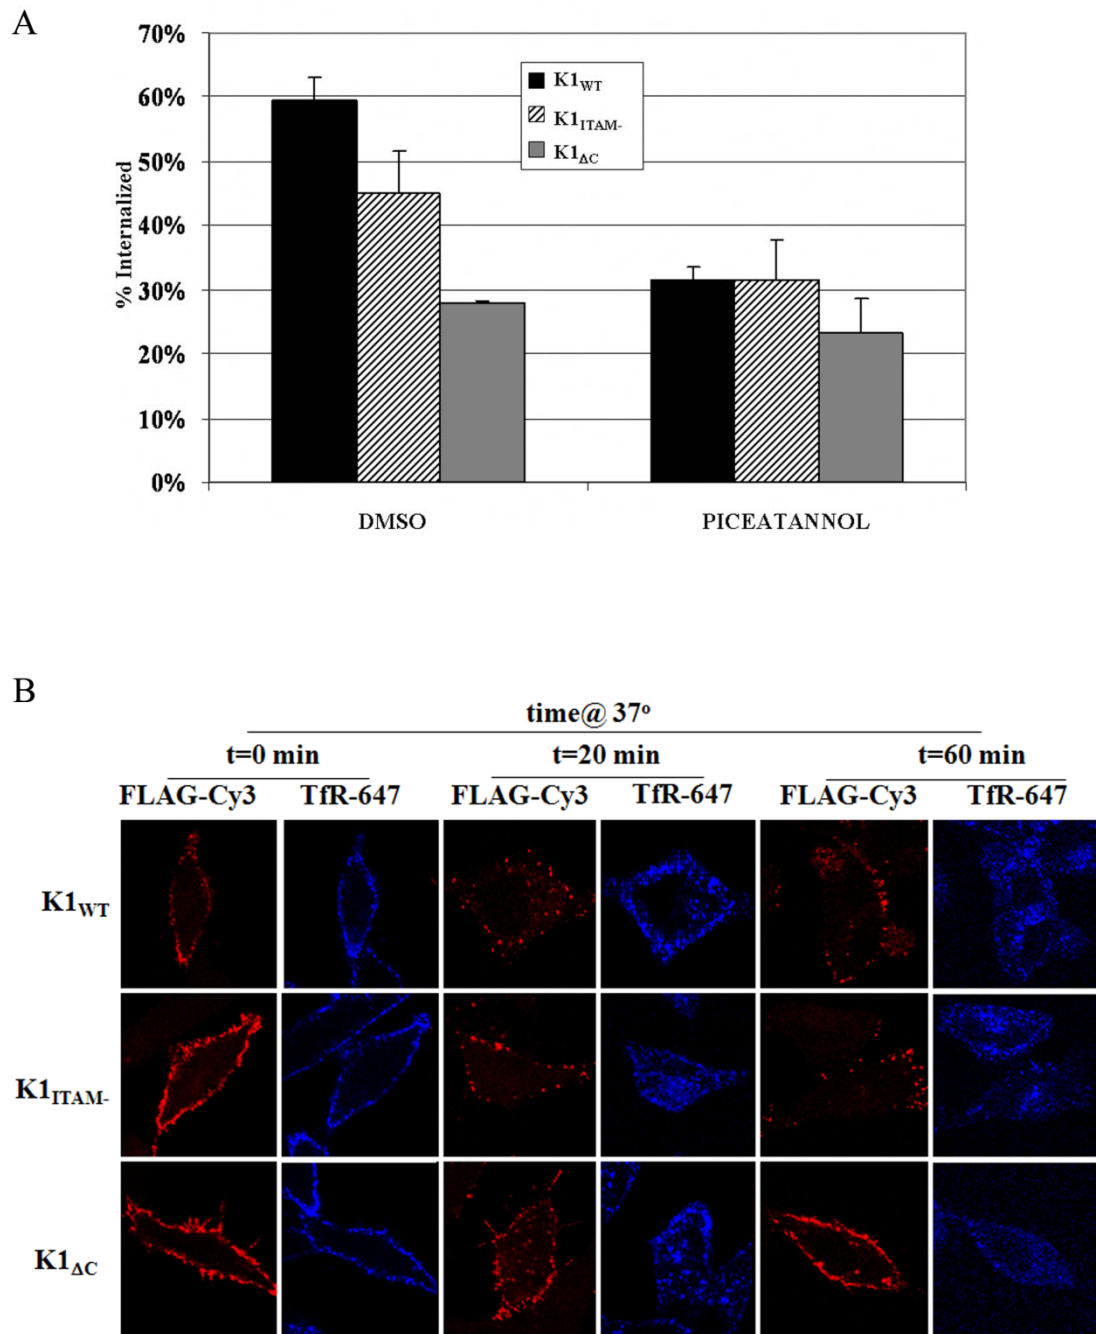 A
70%
60%
50%
40%
30%
20%
10%
0%
% Internalized
K1WT
K1ITAM-
K1ΔC
DMSO
PICEATANNOL
B
time@ 37º
t=0 min t=20 min t=60 min
FLAG-Cy3 TfR-647 FLAG-Cy3 TfR-647 FLAG-Cy3 TfR-647
K1WT
K1ITAM-
K1ΔC